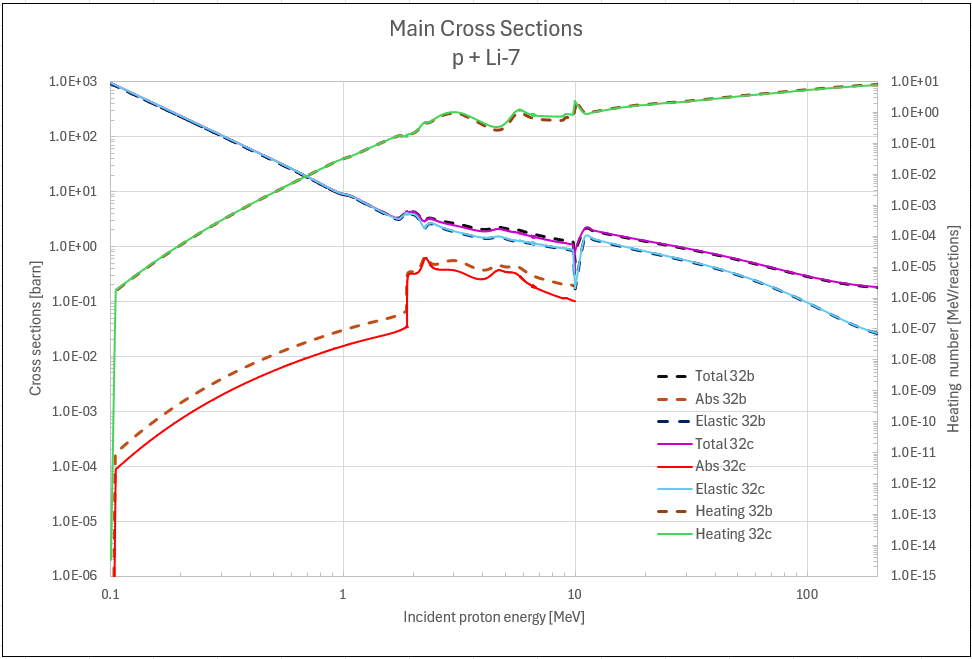 Main Cross Sections
p + Li-7
1.0E+03
1.0E+02
1.0E+01
1.0E+00
1.0E-01
1.0E-02
1.0E-03
1.0E-04
1.0E-05
1.0E-06
Cross sections [barn]
1.0E+01
1.0E+00
1.0E-01
1.0E-02
1.0E-03
1.0E-04
1.0E-05
1.0E-06
1.0E-07
1.0E-08
1.0E-09
1.0E-10
1.0E-11
1.0E-12
1.0E-13
1.0E-14
1.0E-15
Heating number [MeV/reactions]
Total 32b
Abs 32b
Elastic 32b
Total 32c
Abs 32c
Elastic 32c
Heating 32b
Heating 32c
0.1 1 10 100
Incident proton energy [MeV]